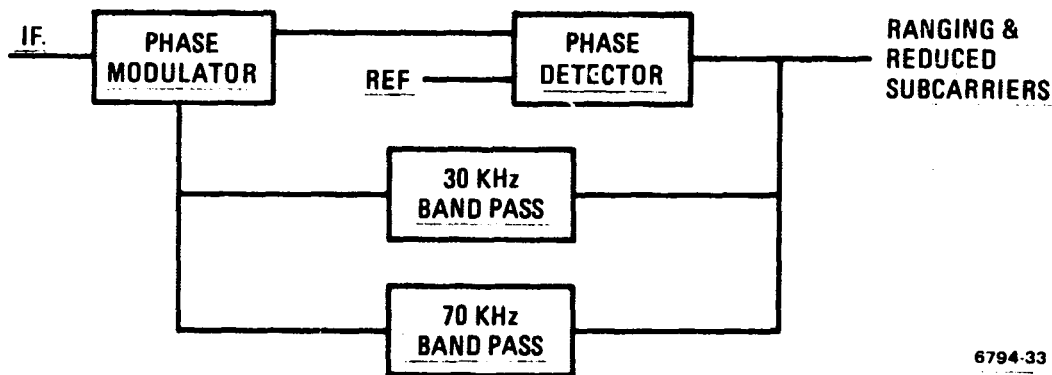 IF.
PHASE
MODULATOR
REF
PHASE
DETECTOR
RANGING &
REDUCED
SUBCARRIERS
30 KHz
BAND PASS
70 KHz
BAND PASS
6794-33